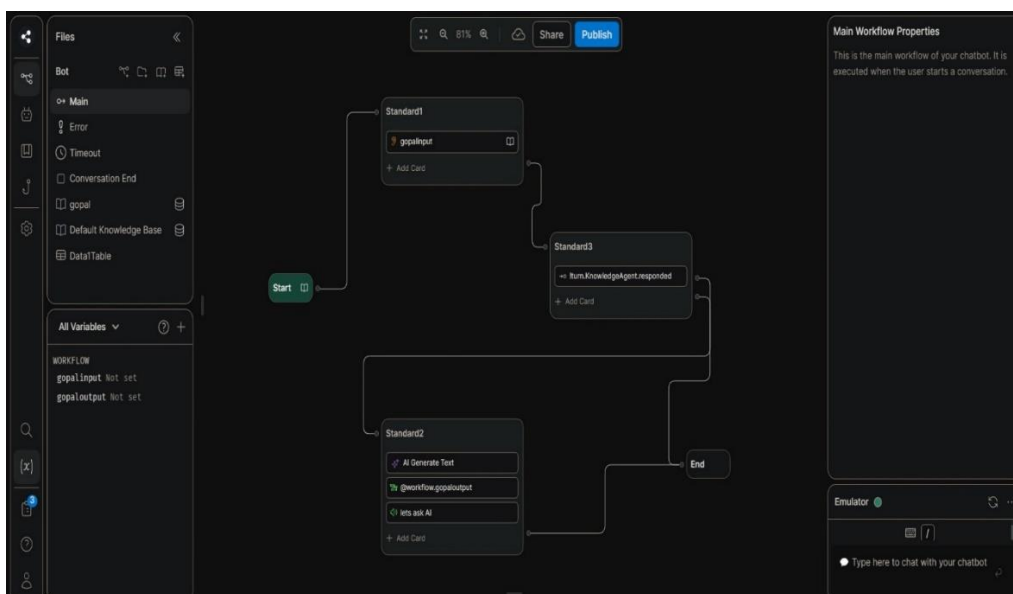 Files
Bot
Main
Error
Timeout
Conversation End
gopal
Default Knowledge Base
Data1Table
All Variables
WORKFLOW
gopalinput Not set
gopaloutput Not set
{x}
3
81%
Share
Publish
Standard1
gopalinput
+ Add Card
Start
Standard3
!turn.KnowledgeAgent.responded
+ Add Card
Standard2
AI Generate Text
@workflow.gopaloutput
lets ask AI
+ Add Card
End
Main Workflow Properties
This is the main workflow of your chatbot. It is
executed when the user starts a conversation.
Emulator
/
Type here to chat with your chatbot